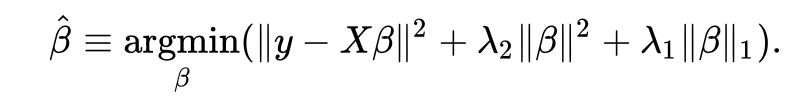 β̂ ≡ argmin(‖y − Xβ‖² + λ₂‖β‖² + λ₁‖β‖₁).
β